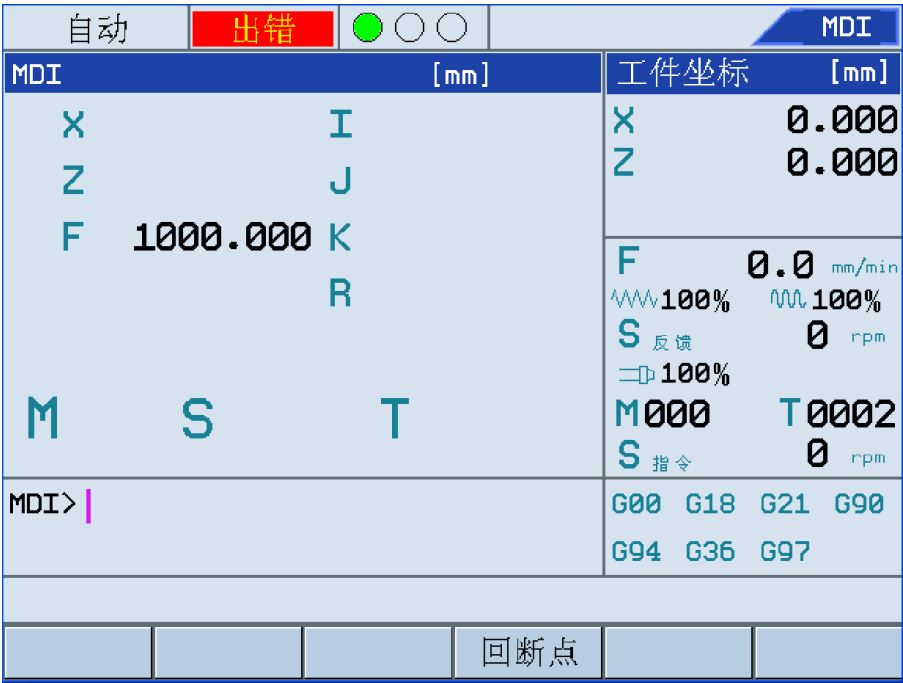 自动 出错 MDI
MDI [mm] 工件坐标 [mm]
X I X 0.000
Z J Z 0.000
F 1000.000 K F 0.0 mm/min
R 100% 100%
S 反馈 0 rpm
100%
M S T M000 T0002
S 指令 0 rpm
MDI> G00 G18 G21 G90
G94 G36 G97
回断点